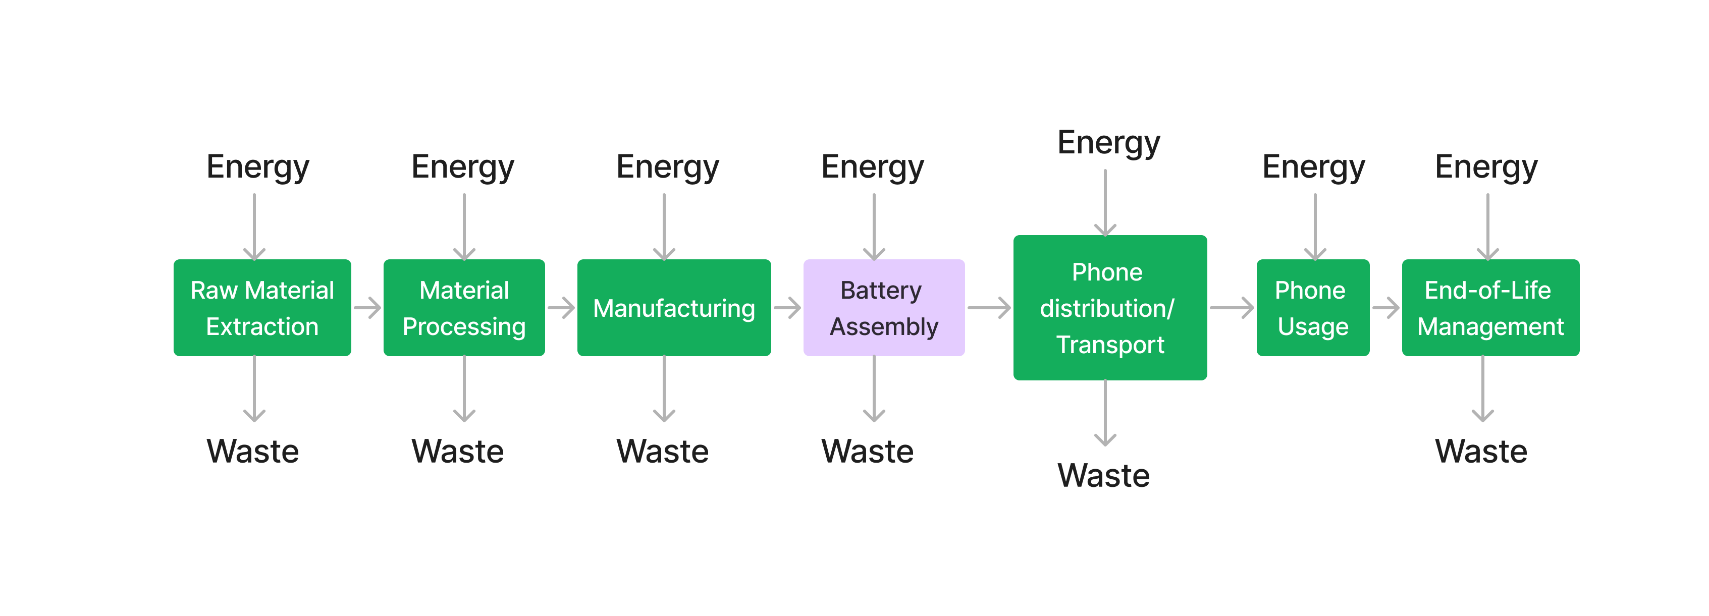 Energy
Energy
Energy
Energy
Energy
Energy
Energy
Raw Material
Extraction
Material
Processing
Manufacturing
Battery
Assembly
Phone
distribution/
Transport
Phone
Usage
End-of-Life
Management
Waste
Waste
Waste
Waste
Waste
Waste